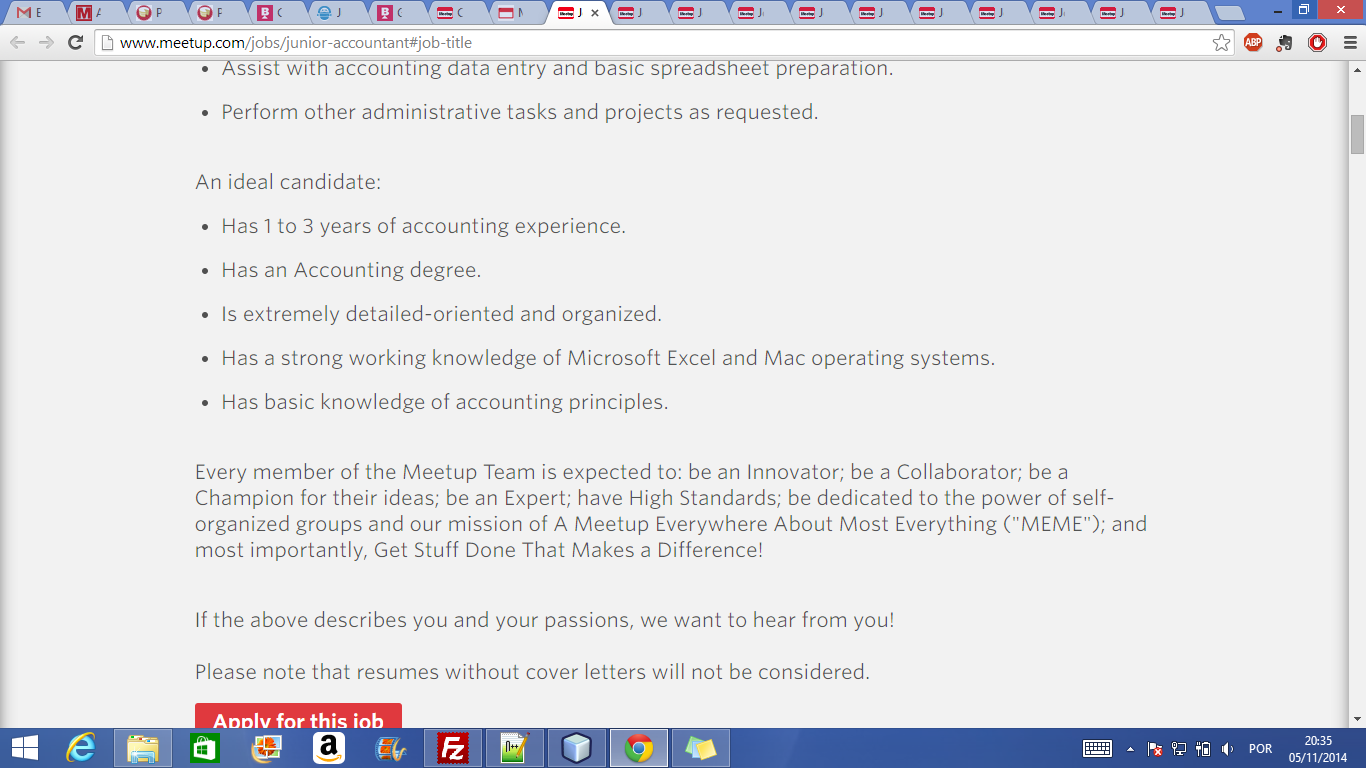 E
A
P
P
C
J
C
C
M
J
J
J
J
J
J
J
J
J
J
J
www.meetup.com/jobs/junior-accountant#job-title
ABP
• Assist with accounting data entry and basic spreadsheet preparation.
• Perform other administrative tasks and projects as requested.
An ideal candidate:
• Has 1 to 3 years of accounting experience.
• Has an Accounting degree.
• Is extremely detailed-oriented and organized.
• Has a strong working knowledge of Microsoft Excel and Mac operating systems.
• Has basic knowledge of accounting principles.
Every member of the Meetup Team is expected to: be an Innovator; be a Collaborator; be a
Champion for their ideas; be an Expert; have High Standards; be dedicated to the power of self-
organized groups and our mission of A Meetup Everywhere About Most Everything ("MEME"); and
most importantly, Get Stuff Done That Makes a Difference!
If the above describes you and your passions, we want to hear from you!
Please note that resumes without cover letters will not be considered.
Apply for this job
POR
20:35
05/11/2014